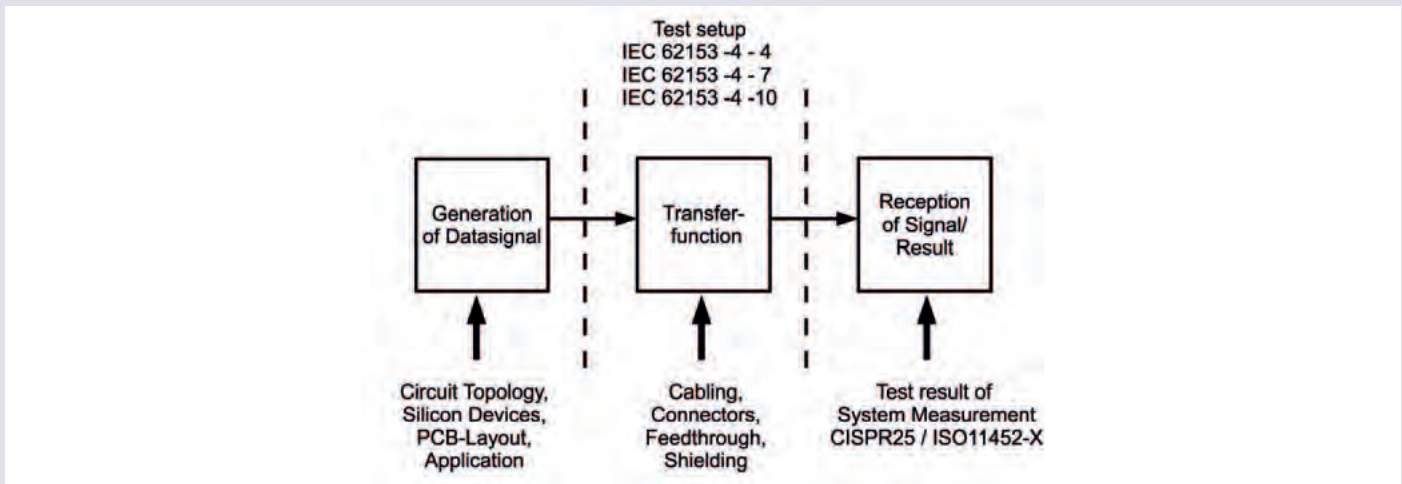 Test setup
IEC 62153 -4 - 4
IEC 62153 -4 - 7
IEC 62153 -4 -10
Generation
of Datasignal
Transfer-
function
Reception
of Signal/
Result
Circuit Topology,
Silicon Devices,
PCB-Layout,
Application
Cabling,
Connectors,
Feedthrough,
Shielding
Test result of
System Measurement
CISPR25 / ISO11452-X